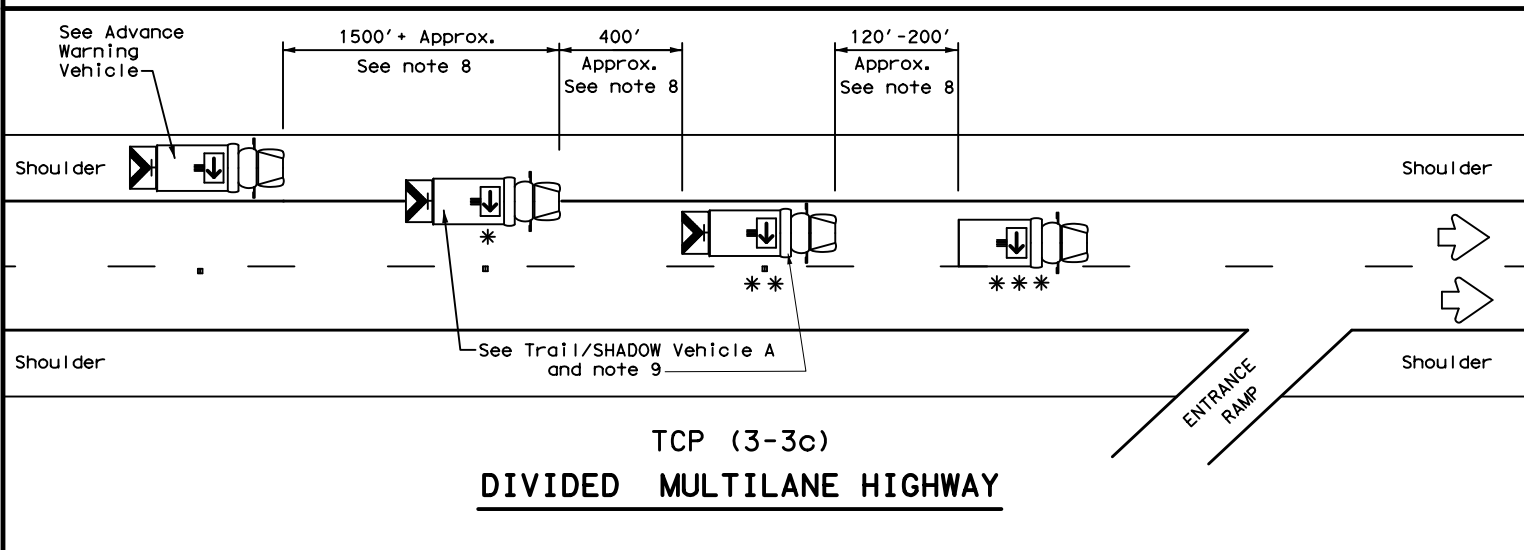 See Advance
Warning
Vehicle
1500'+ Approx.
See note 8
400'
Approx.
See note 8
120'-200'
Approx.
See note 8
Shoulder
Shoulder
*
**
***
See Trail/SHADOW Vehicle A
and note 9
Shoulder
Shoulder
ENTRANCE
RAMP
TCP (3-3c)
DIVIDED MULTILANE HIGHWAY